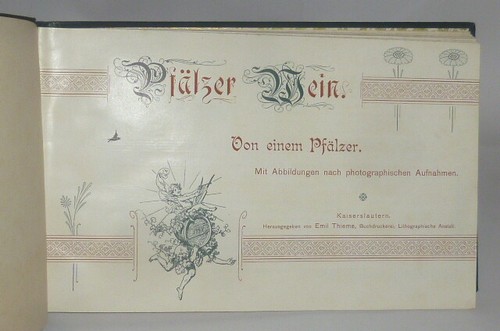 Pfälzer Wein.
Von einem Pfälzer.
Mit Abbildungen nach photographischen Aufnahmen.
Kaiserslautern.
Herausgegeben von Emil Thieme, Buchdruckerei, Lithographische Anstalt.